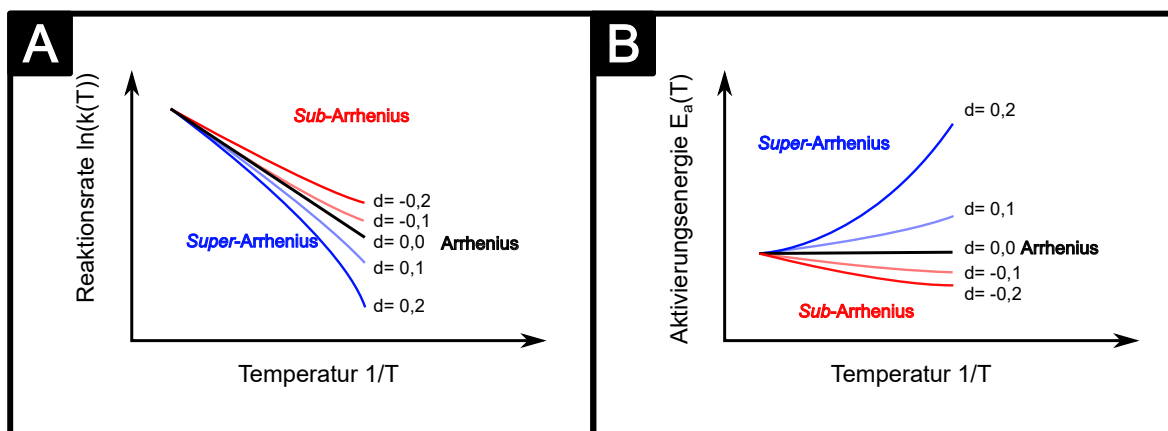 A
Reaktionsrate ln(k(T))
Sub-Arrhenius
d= -0,2
d= -0,1
Super-Arrhenius
d= 0,0 Arrhenius
d= 0,1
d= 0,2
Temperatur 1/T
B
Aktivierungsenergie Eₐ(T)
d= 0,2
Super-Arrhenius
d= 0,1
d= 0,0 Arrhenius
d= -0,1
d= -0,2
Sub-Arrhenius
Temperatur 1/T